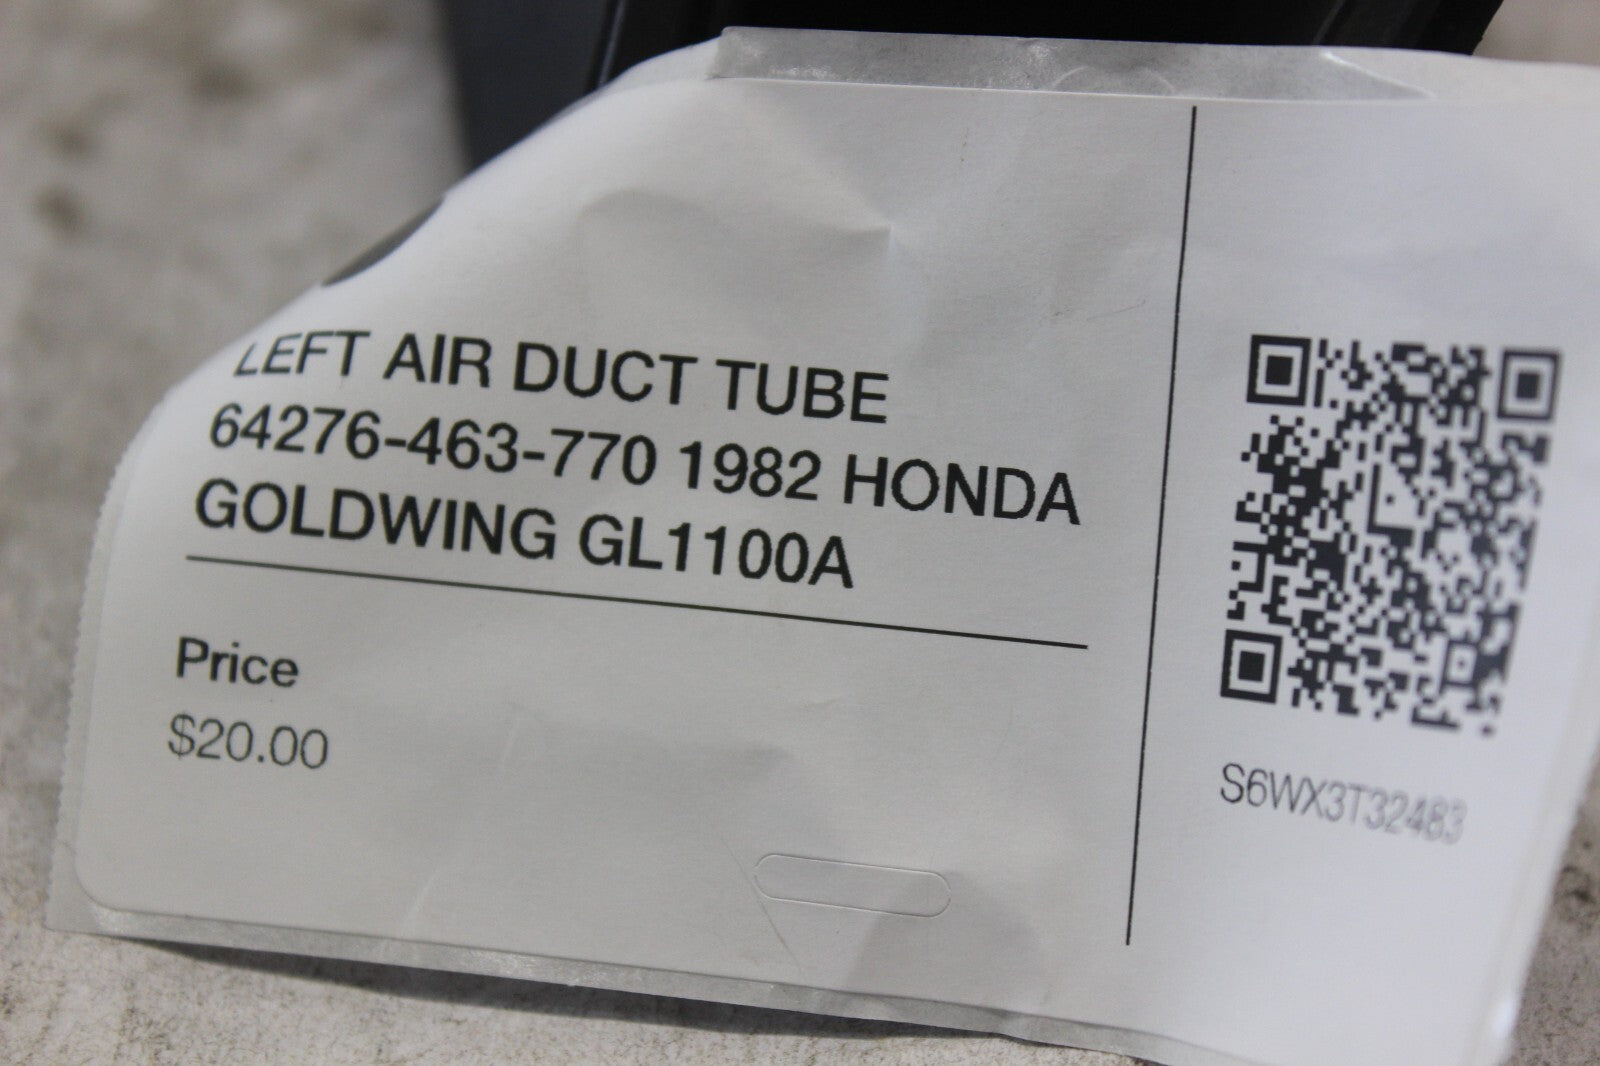 LEFT AIR DUCT TUBE
64276-463-770 1982 HONDA
GOLDWING GL1100A
Price
$20.00
S6WX3T32483